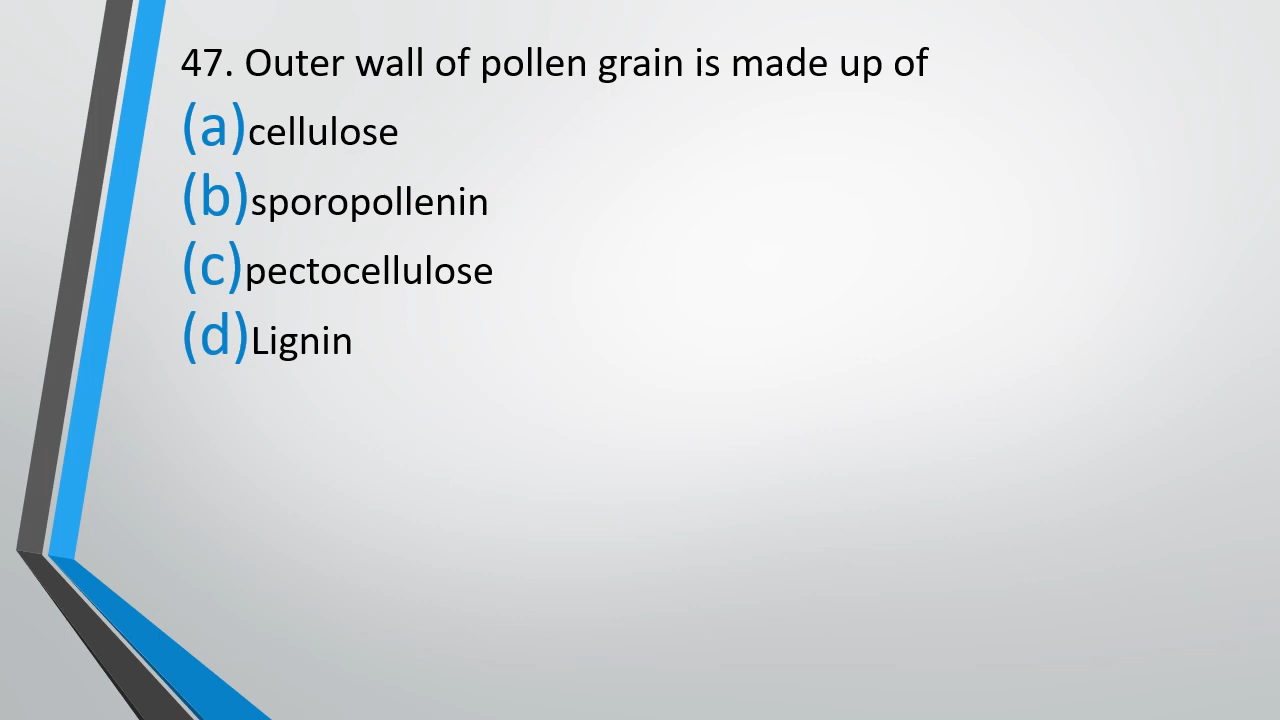 47. Outer wall of pollen grain is made up of
(a)cellulose
(b)sporopollenin
(c)pectocellulose
(d)Lignin